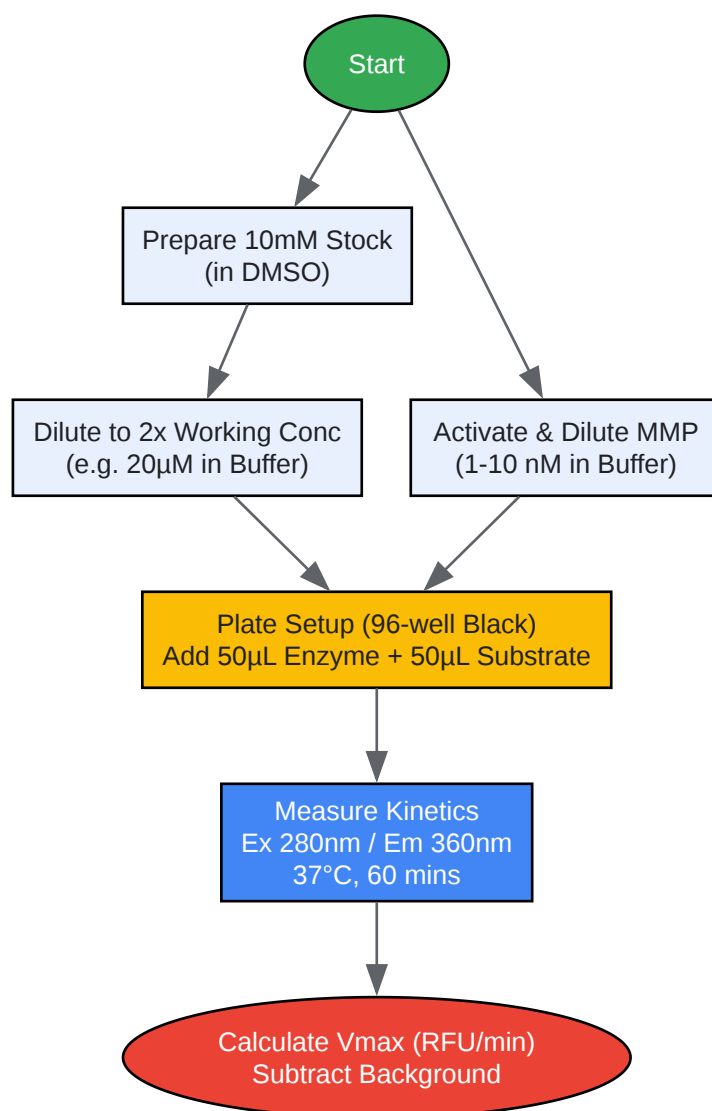 Start
Prepare 10mM Stock
(in DMSO)
Dilute to 2x Working Conc
(e.g. 20µM in Buffer)
Activate & Dilute MMP
(1-10 nM in Buffer)
Plate Setup (96-well Black)
Add 50µL Enzyme + 50µL Substrate
Measure Kinetics
Ex 280nm / Em 360nm
37°C, 60 mins
Calculate Vmax (RFU/min)
Subtract Background